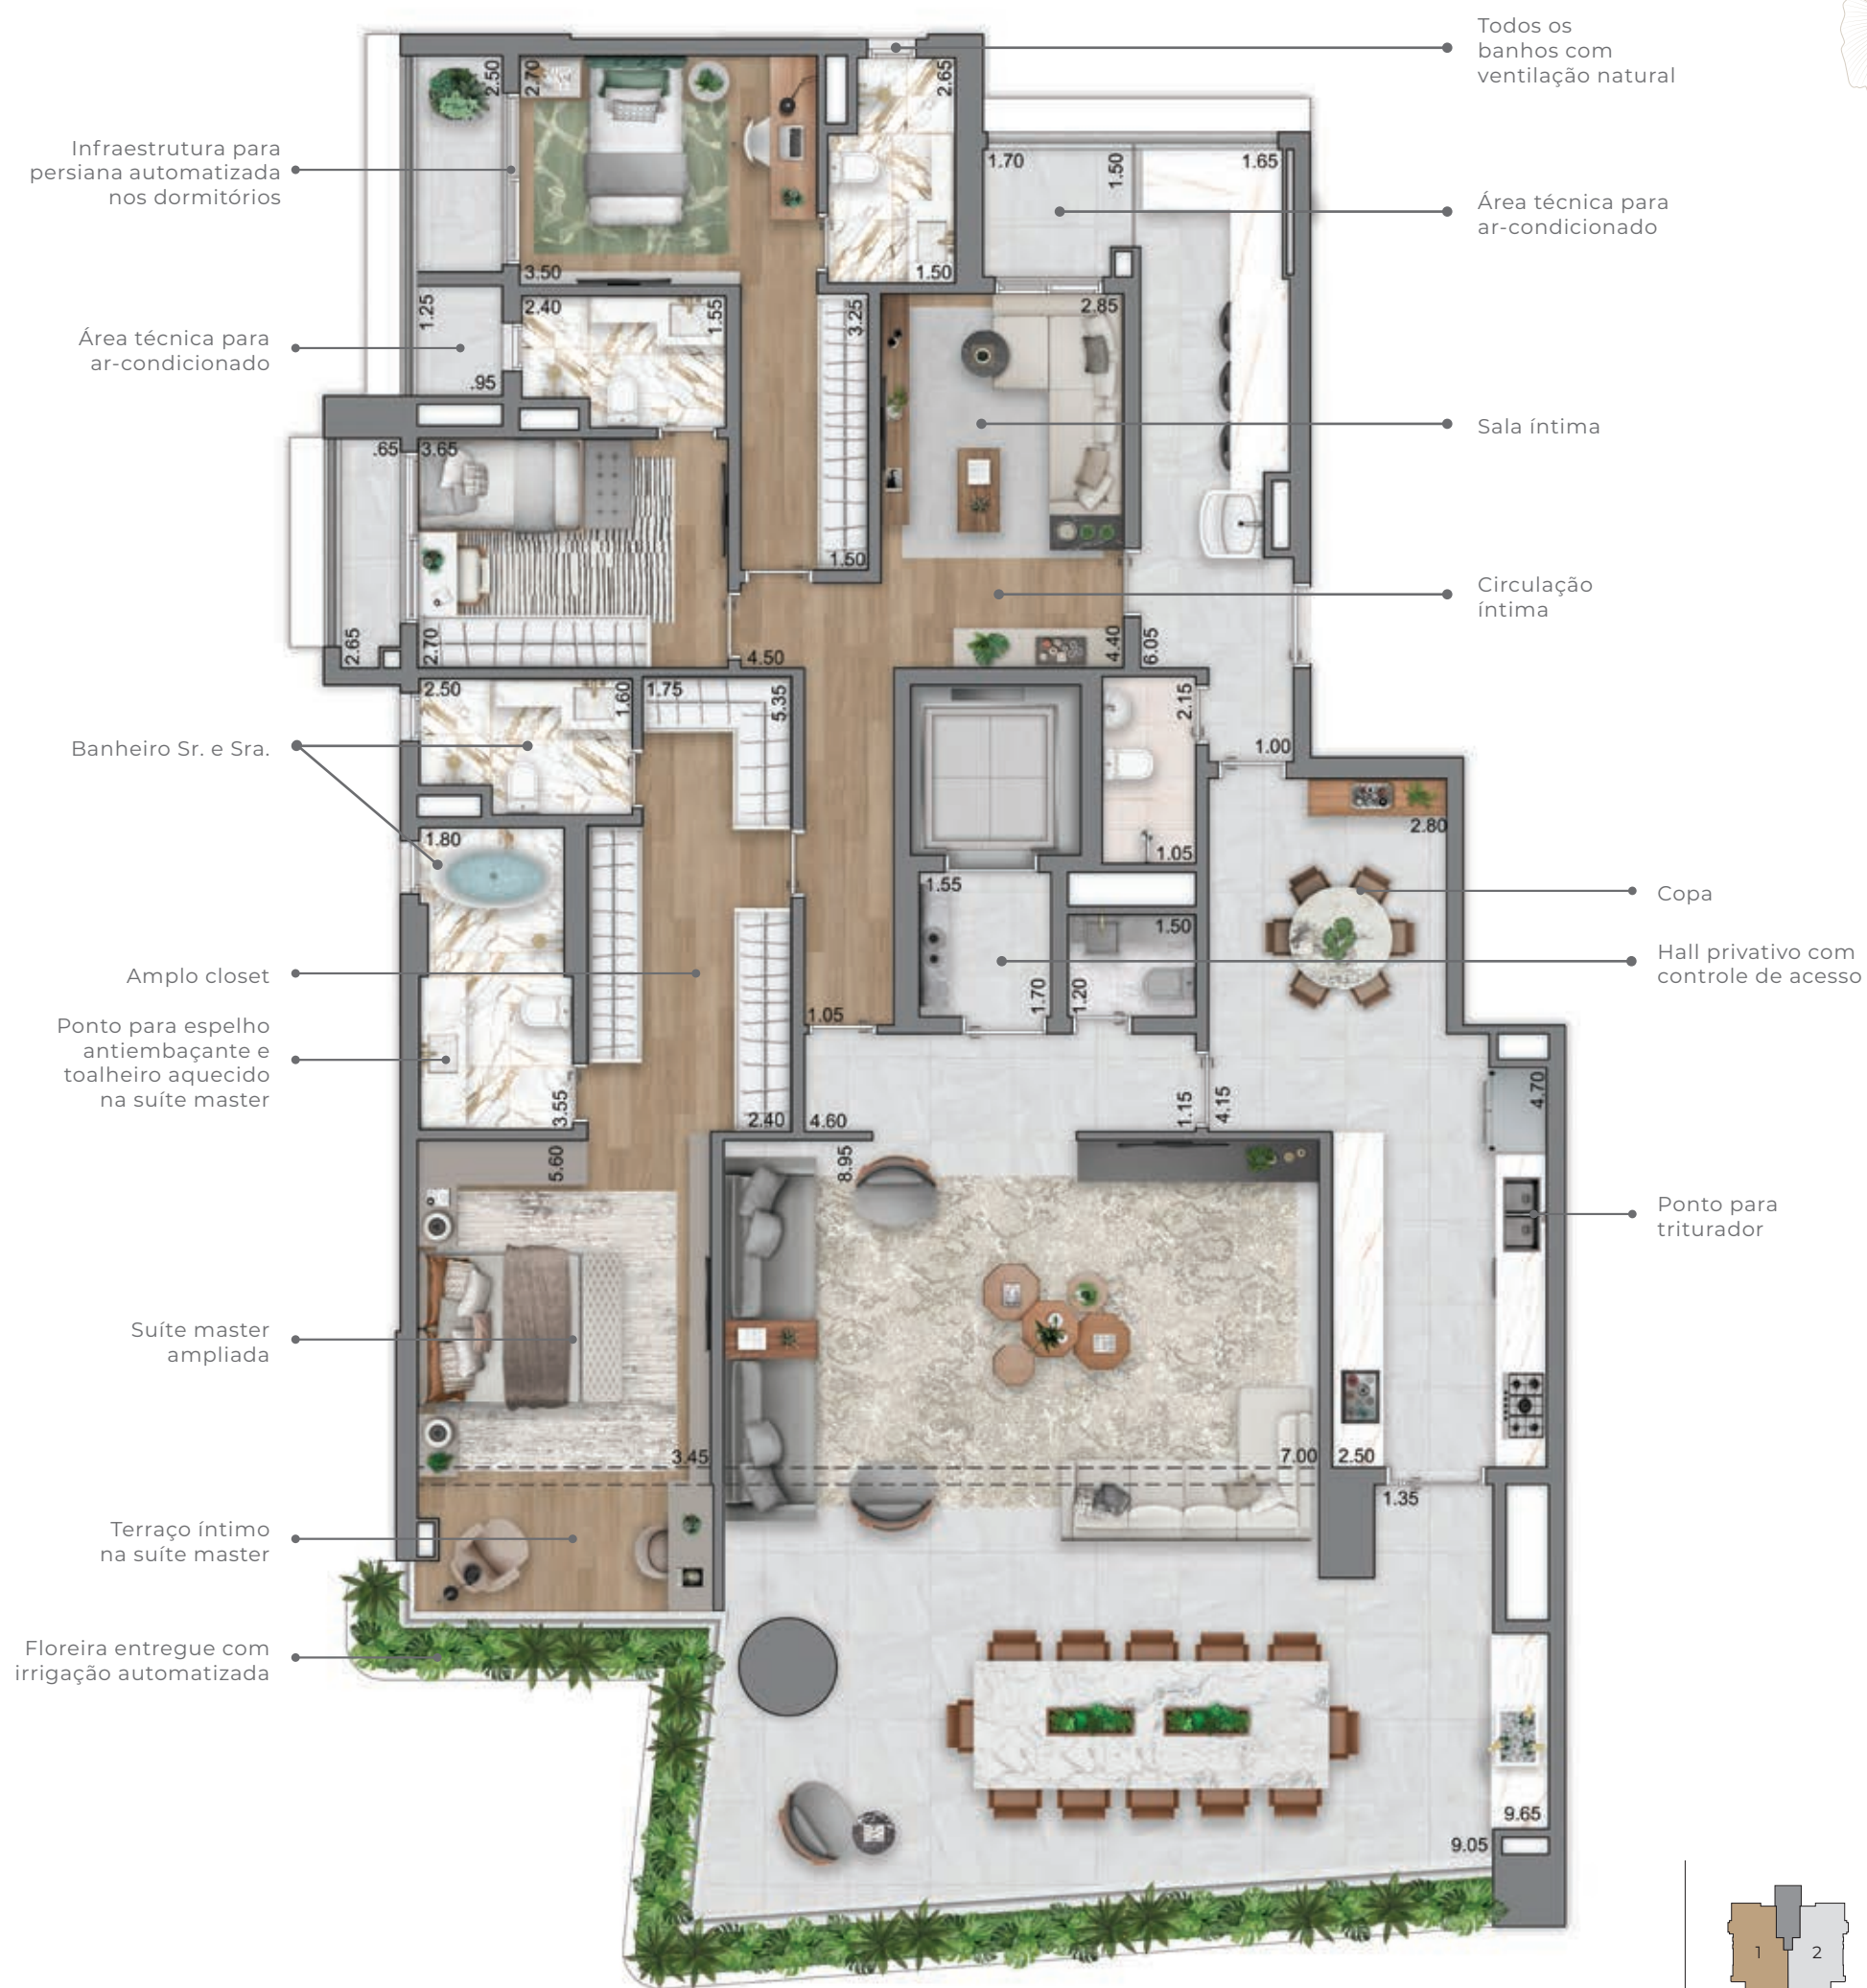 Todos os
banhos com
ventilação natural
Infraestrutura para
persiana automatizada
nos dormitórios
Área técnica para
ar-condicionado
Área técnica para
ar-condicionado
Sala íntima
Circulação
íntima
Banheiro Sr. e Sra.
Copa
Hall privativo com
controle de acesso
Amplo closet
Ponto para espelho
antiembaçante e
toalheiro aquecido
na suíte master
Ponto para
triturador
Suíte master
ampliada
Terraço íntimo
na suíte master
Floreira entregue com
irrigação automatizada
2.50
2.70
2.65
1.70
1.50
1.65
3.50
1.50
1.25
2.40
1.55
3.25
2.85
.95
.65
3.65
1.50
2.65
2.70
4.50
4.40
6.05
2.50
1.60
1.75
5.35
2.15
1.00
2.80
1.80
1.05
1.55
1.50
1.70
1.20
1.05
3.55
2.40
4.60
1.15
4.15
4.70
5.60
8.95
3.45
7.00
2.50
1.35
9.65
9.05
1
2